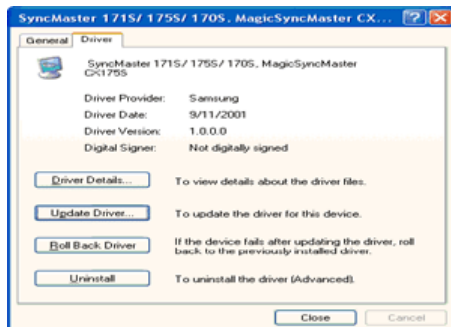 SyncMaster 171S/ 175S/ 170S, MagicSyncMaster CX...
General Driver
SyncMaster 171S/ 175S/ 170S, MagicSyncMaster
CX175S
Driver Provider: Samsung
Driver Date: 9/11/2001
Driver Version: 1.0.0.0
Digital Signer: Not digitally signed
Driver Details... To view details about the driver files.
Update Driver... To update the driver for this device.
Roll Back Driver If the device fails after updating the driver, roll
back to the previously installed driver.
Uninstall To uninstall the driver (Advanced).
Close Cancel